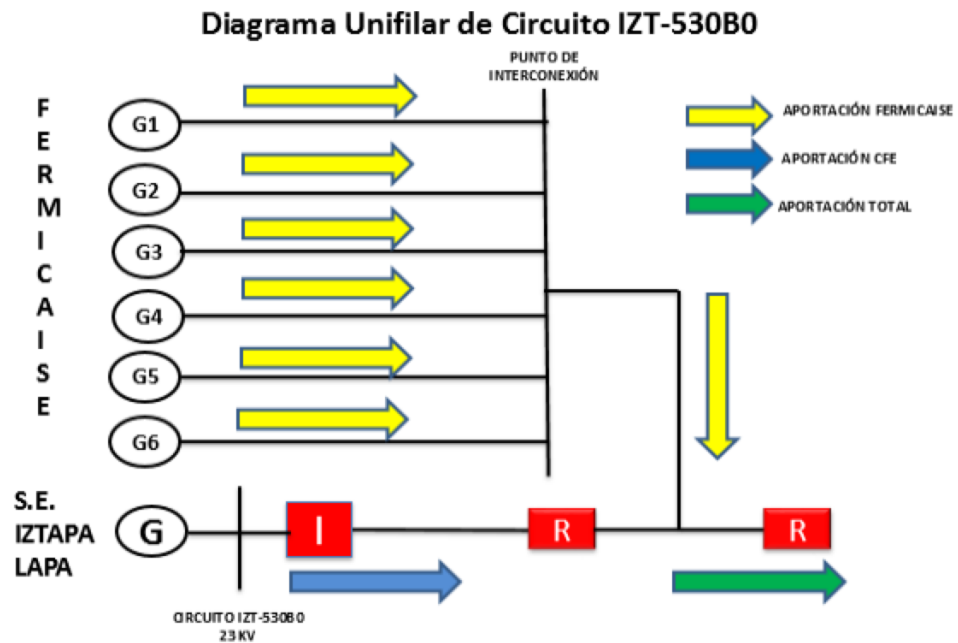 Diagrama Unifilar de Circuito IZT-530B0
PUNTO DE
INTERCONEXIÓN
FERMICAISE
G1
G2
G3
G4
G5
G6
APORTACIÓN FERMICAISE
APORTACIÓN CFE
APORTACIÓN TOTAL
S.E.
IZTAPA
LAPA
G
I
R
R
CIRCUITO IZT-530B0
23 KV